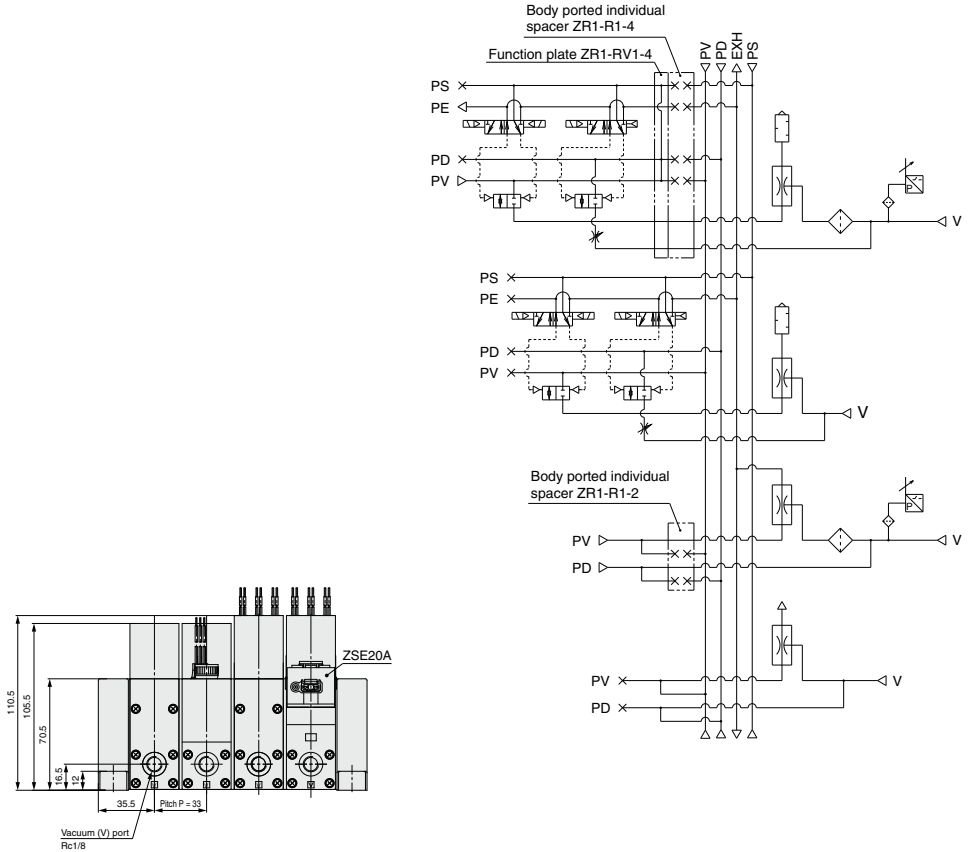 Body ported individual
spacer ZR1-R1-4
Function plate ZR1-RV1-4
PV
PD
EXH
PS
PS
PE
PD
PV
P
V
PS
PE
PD
PV
V
Body ported individual
spacer ZR1-R1-2
P
PV
V
PD
PV
V
PD
ZSE20A
110.5
105.5
70.5
16.5
12
35.5
Pitch P = 33
Vacuum (V) port
Rc1/8